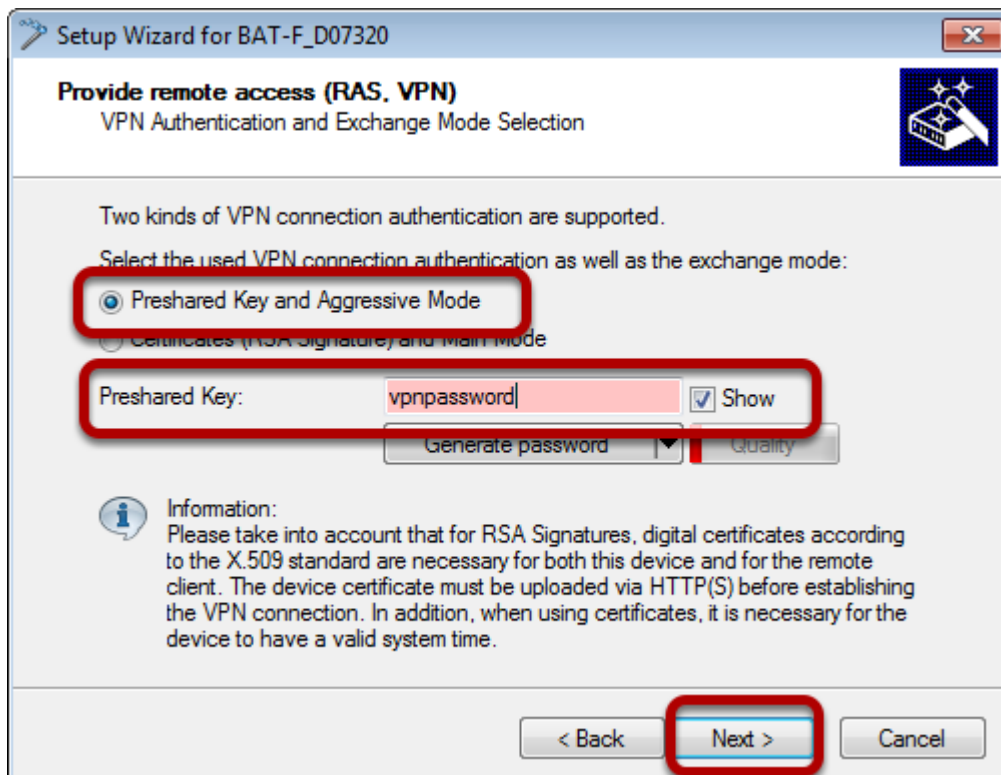 Setup Wizard for BAT-F_D07320
Provide remote access (RAS, VPN)
VPN Authentication and Exchange Mode Selection
Two kinds of VPN connection authentication are supported.
Select the used VPN connection authentication as well as the exchange mode:
Preshared Key and Aggressive Mode
Certificates (RSA Signature) and Main Mode
Preshared Key: vpnpassword Show
Generate password Quality
Information:
Please take into account that for RSA Signatures, digital certificates according
to the X.509 standard are necessary for both this device and for the remote
client. The device certificate must be uploaded via HTTP(S) before establishing
the VPN connection. In addition, when using certificates, it is necessary for the
device to have a valid system time.
< Back Next > Cancel